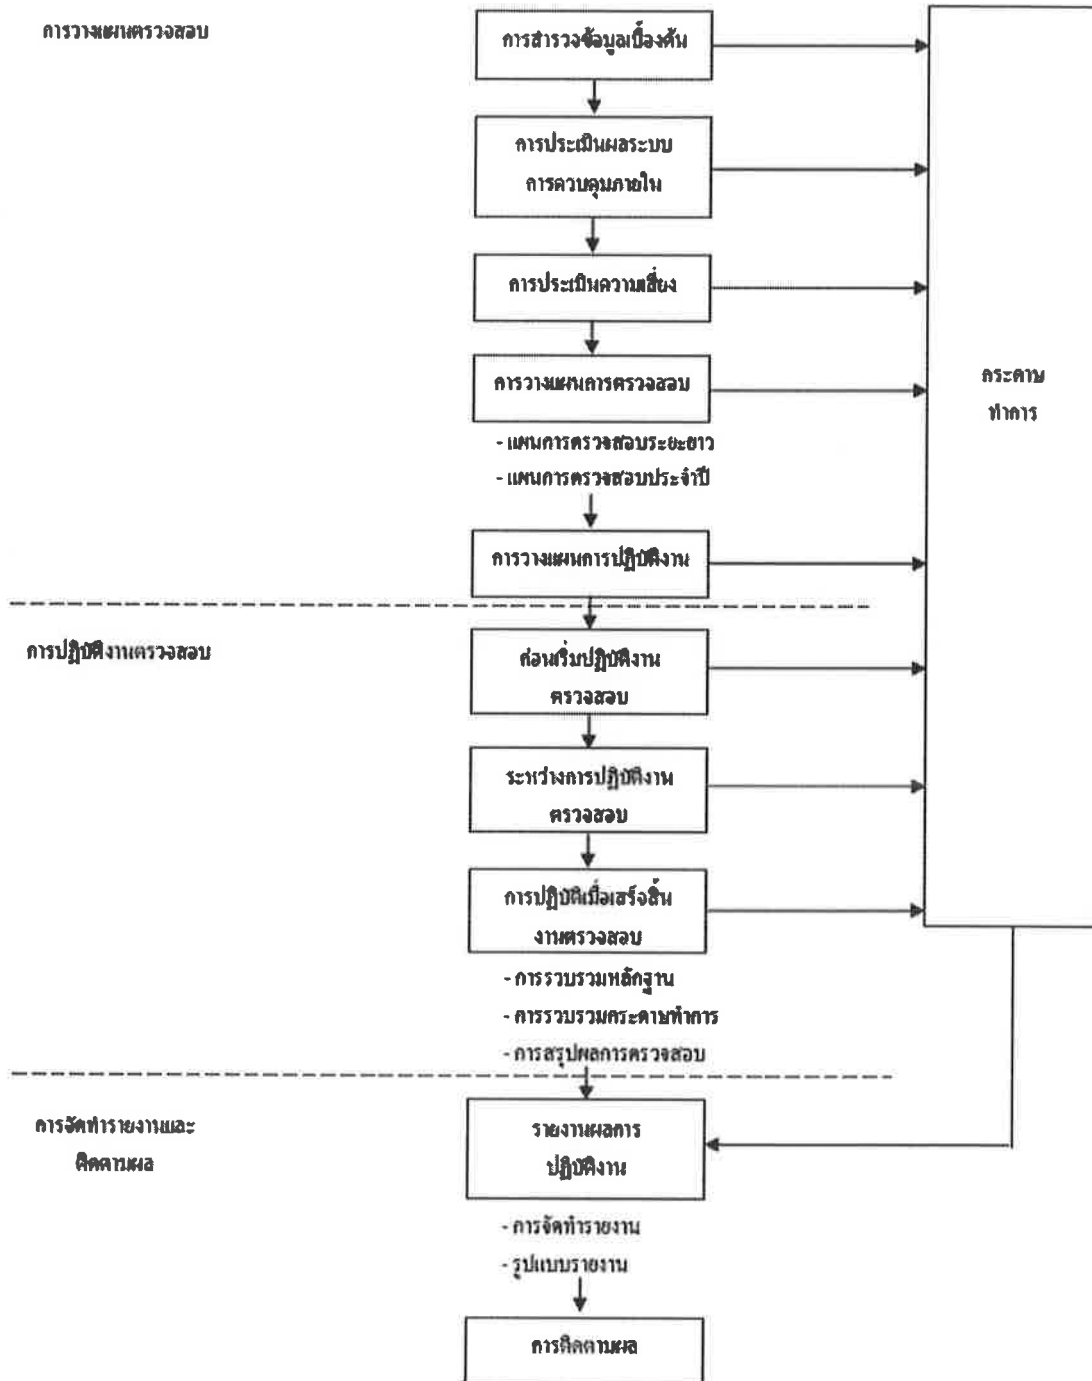 การวางแผนตรวจสอบ
การสำรวจข้อมูลเบื้องต้น
การประเมินผลระบบ
การควบคุมภายใน
การประเมินความเสี่ยง
การวางแผนการตรวจสอบ
- แผนการตรวจสอบระยะยาว
- แผนการตรวจสอบประจำปี
การวางแผนการปฏิบัติงาน
กระดาษ
ทำการ
การปฏิบัติงานตรวจสอบ
ก่อนเริ่มปฏิบัติงาน
ตรวจสอบ
ระหว่างการปฏิบัติงาน
ตรวจสอบ
การปฏิบัติเมื่อเสร็จสิ้น
งานตรวจสอบ
- การรวบรวมหลักฐาน
- การรวบรวมกระดาษทำการ
- การสรุปผลการตรวจสอบ
การจัดทำรายงานและ
ติดตามผล
รายงานผลการ
ปฏิบัติงาน
- การจัดทำรายงาน
- รูปแบบรายงาน
การติดตามผล